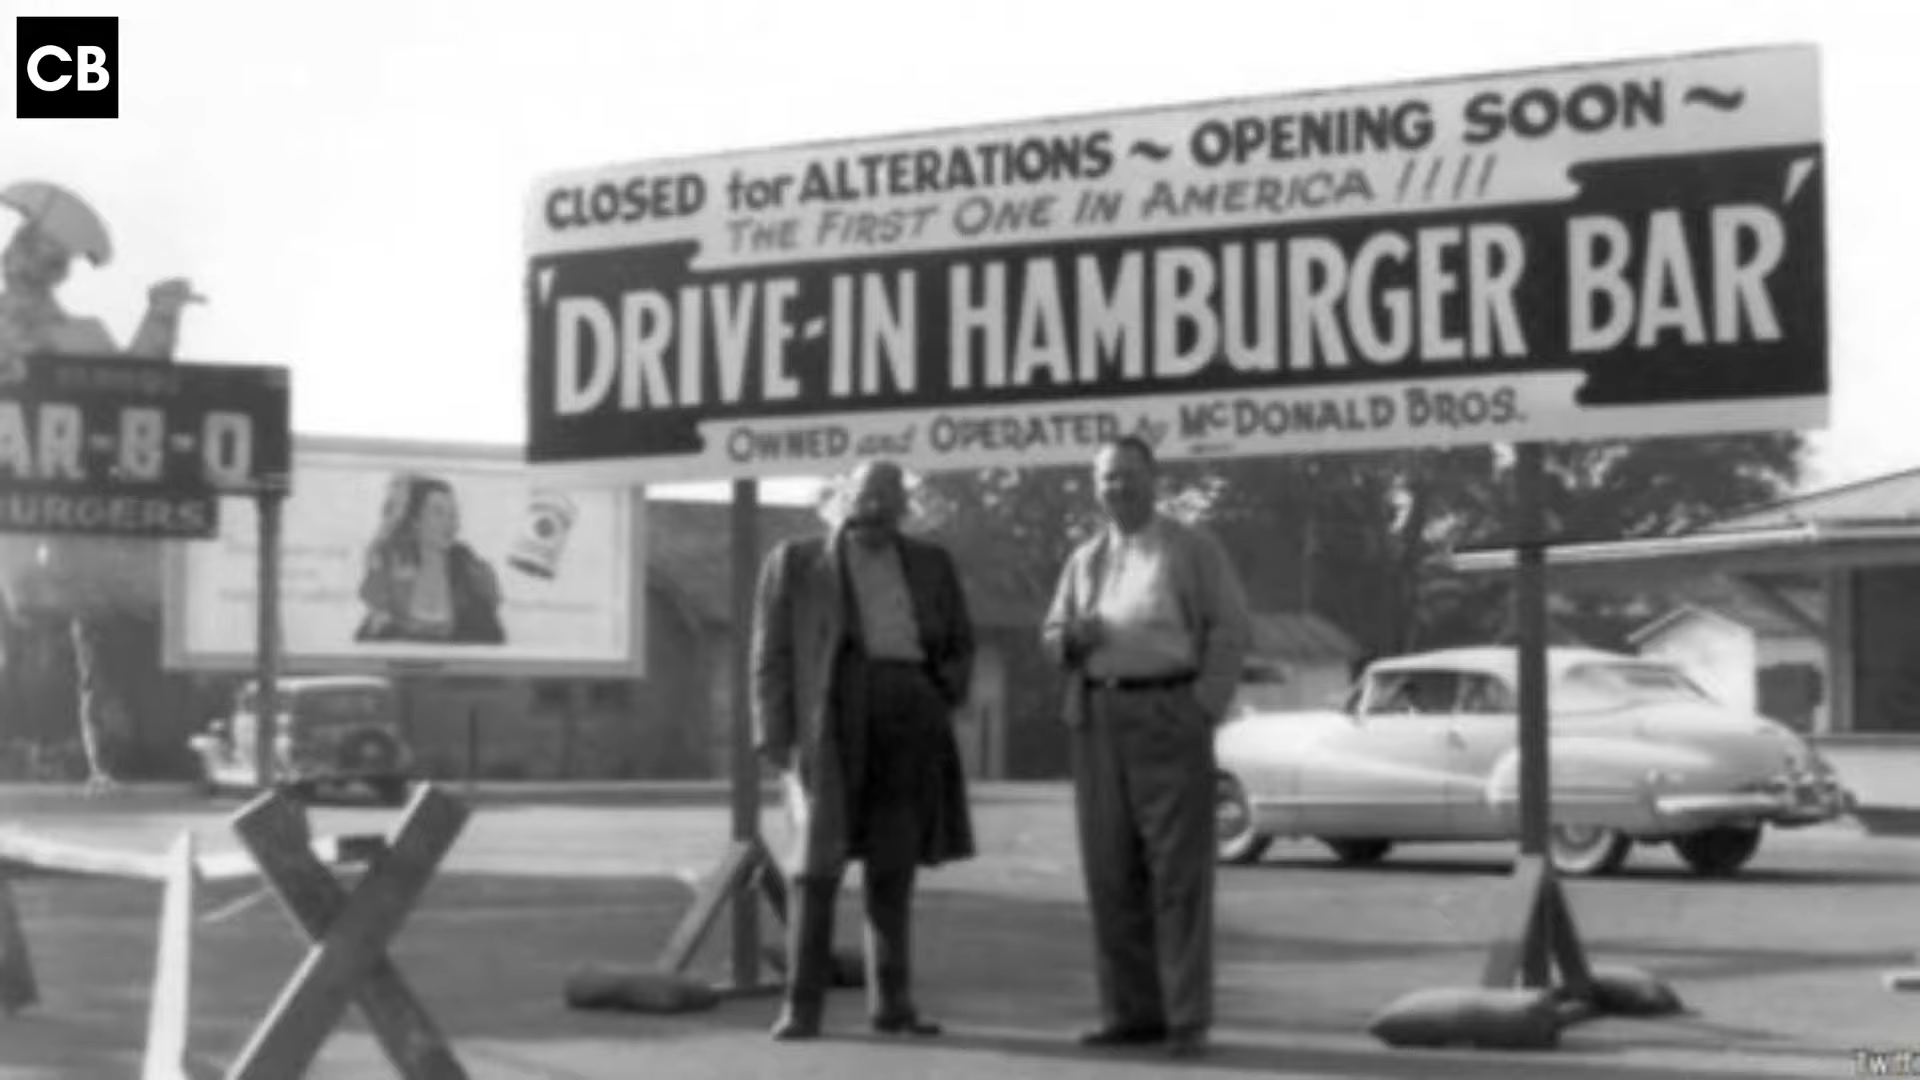 CB
CLOSED for ALTERATIONS ~ OPENING SOON ~
THE FIRST ONE IN AMERICA !!!!
'DRIVE-IN HAMBURGER BAR'
OWNED and OPERATED by McDONALD BROS.
AR-B-Q
URGERS
Twitte